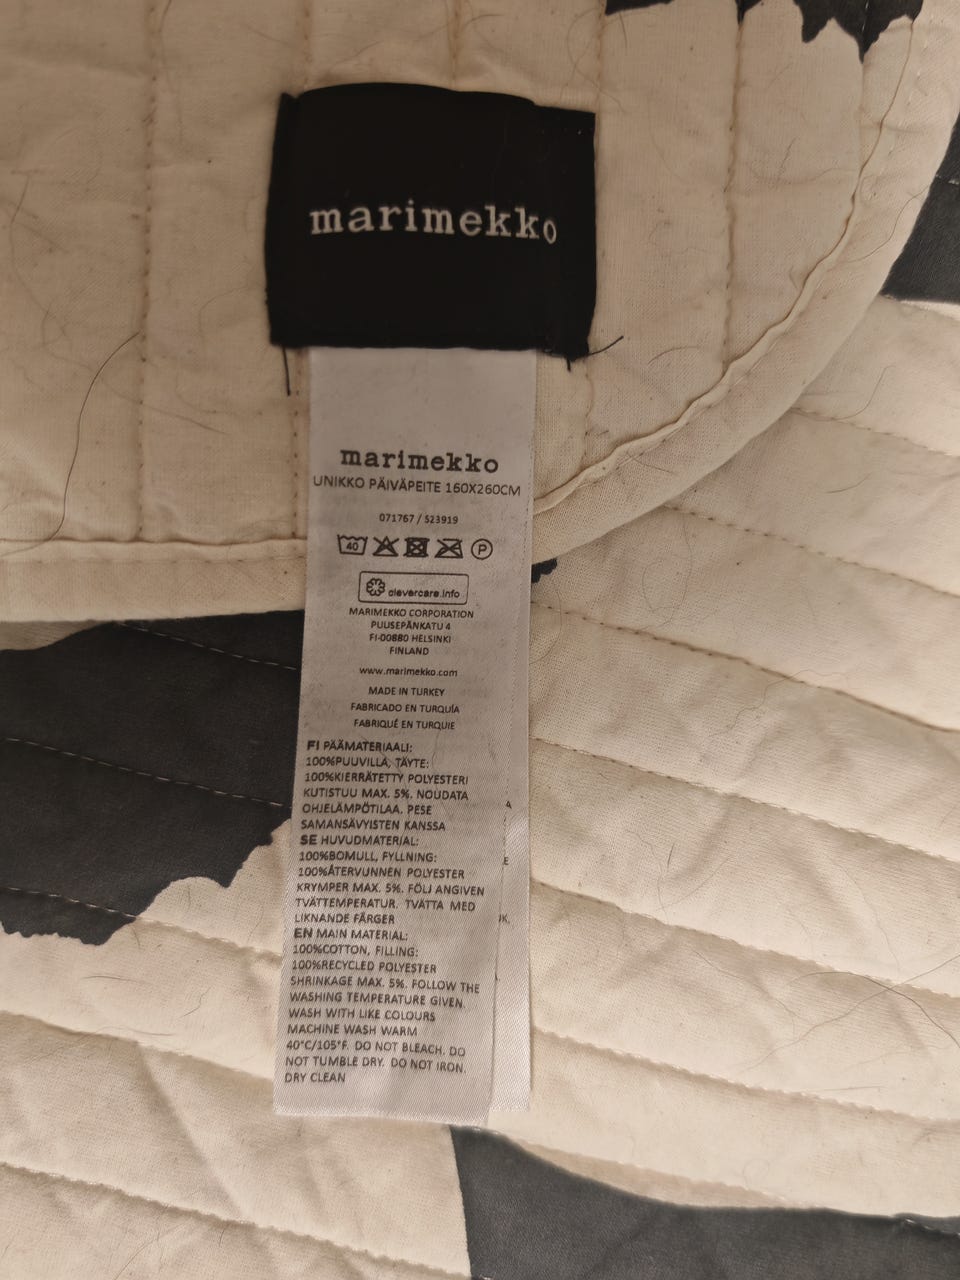 marimekko
marimekko
UNIKKO PÄIVÄPEITE 160X260CM
071767 / 523919
40
P
clevercare.info
MARIMEKKO CORPORATION
PUUSEPÄNKATU 4
FI-00880 HELSINKI
FINLAND
www.marimekko.com
MADE IN TURKEY
FABRICADO EN TURQUÍA
FABRIQUÉ EN TURQUIE
FI PÄÄMATERIAALI:
100%PUUVILLA, TÄYTE:
100%KIERRÄTETTY POLYESTERI
KUTISTUU MAX. 5%. NOUDATA
OHJELÄMPÖTILAA. PESE
SAMANSÄVYISTEN KANSSA
SE HUVUDMATERIAL:
100%BOMULL, FYLLNING:
100%ÅTERVUNNEN POLYESTER
KRYMPER MAX. 5%. FÖLJ ANGIVEN
TVÄTTEMPERATUR. TVÄTTA MED
LIKNANDE FÄRGER
EN MAIN MATERIAL:
100%COTTON, FILLING:
100%RECYCLED POLYESTER
SHRINKAGE MAX. 5%. FOLLOW THE
WASHING TEMPERATURE GIVEN.
WASH WITH LIKE COLOURS
MACHINE WASH WARM
40°C/105°F. DO NOT BLEACH. DO
NOT TUMBLE DRY. DO NOT IRON.
DRY CLEAN